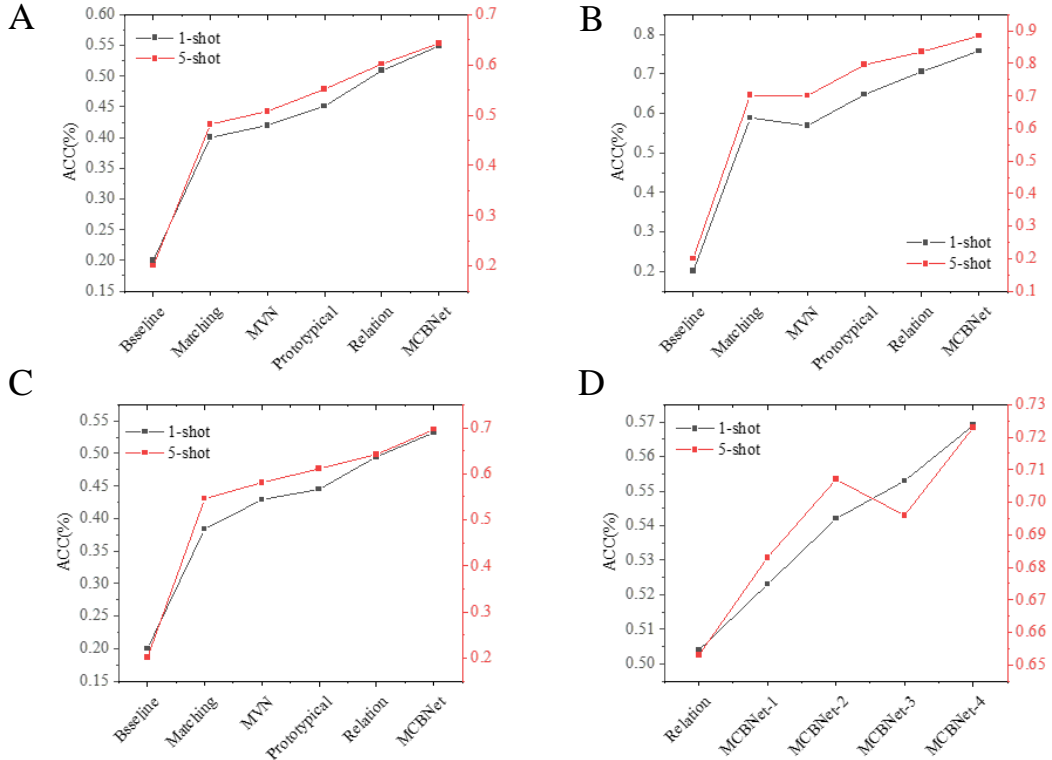 A
0.60
0.55
0.50
0.45
0.40
0.35
0.30
0.25
0.20
0.15
ACC(%)
1-shot
5-shot
0.7
0.6
0.5
0.4
0.3
0.2
Bsseline
Matching
MVN
Prototypical
Relation
MCBNet
B
0.8
0.7
0.6
0.5
0.4
0.3
0.2
ACC(%)
1-shot
5-shot
0.9
0.8
0.7
0.6
0.5
0.4
0.3
0.2
0.1
Bsseline
Matching
MVN
Prototypical
Relation
MCBNet
C
0.55
0.50
0.45
0.40
0.35
0.30
0.25
0.20
0.15
ACC(%)
1-shot
5-shot
0.7
0.6
0.5
0.4
0.3
0.2
Bsseline
Matching
MVN
Prototypical
Relation
MCBNet
D
0.57
0.56
0.55
0.54
0.53
0.52
0.51
0.50
ACC(%)
1-shot
5-shot
0.73
0.72
0.71
0.70
0.69
0.68
0.67
0.66
0.65
Relation
MCBNet-1
MCBNet-2
MCBNet-3
MCBNet-4